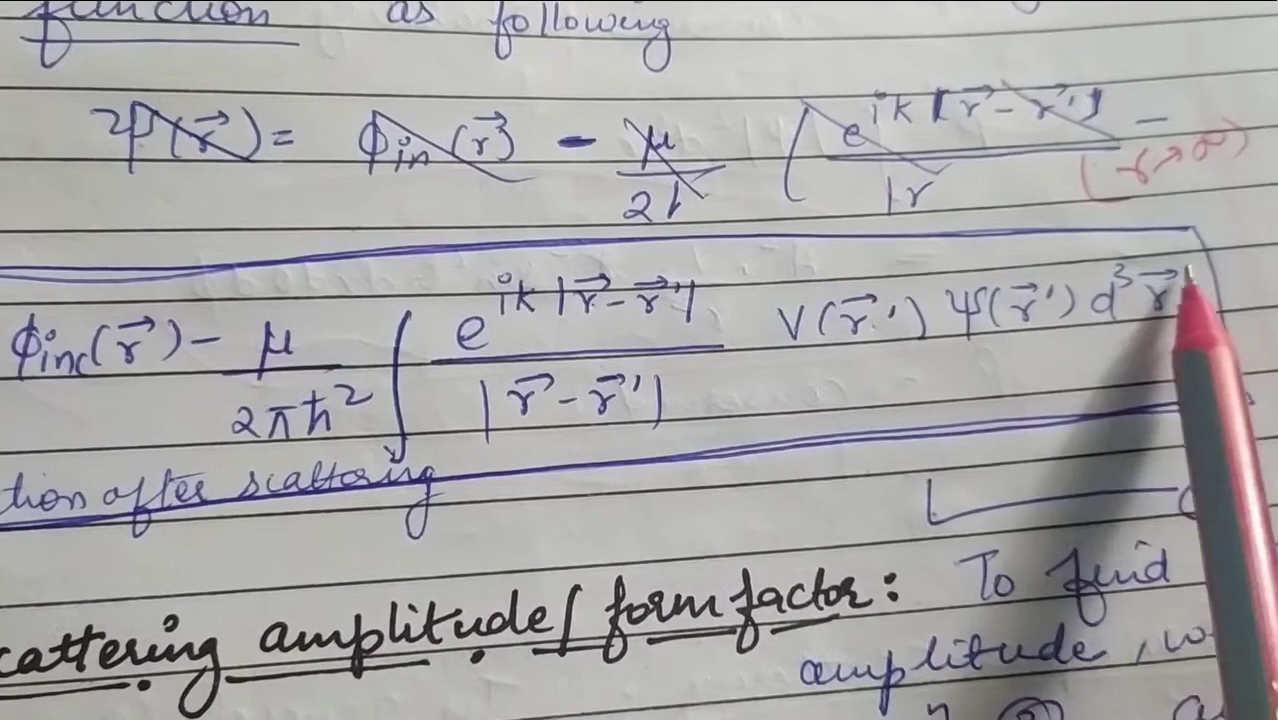 function as following
ψ(r⃗) = ϕin(r⃗) - μ/2 ∫ e^ik|r⃗-r⃗'| / |r -
(r→∞)
ϕinc(r⃗) - μ/2πħ² ∫ e^ik|r⃗-r⃗'| / |r⃗-r⃗'| V(r⃗') ψ(r⃗') d³r⃗
tion after scattering
cattering amplitude/form factor: To find
amplitude, w